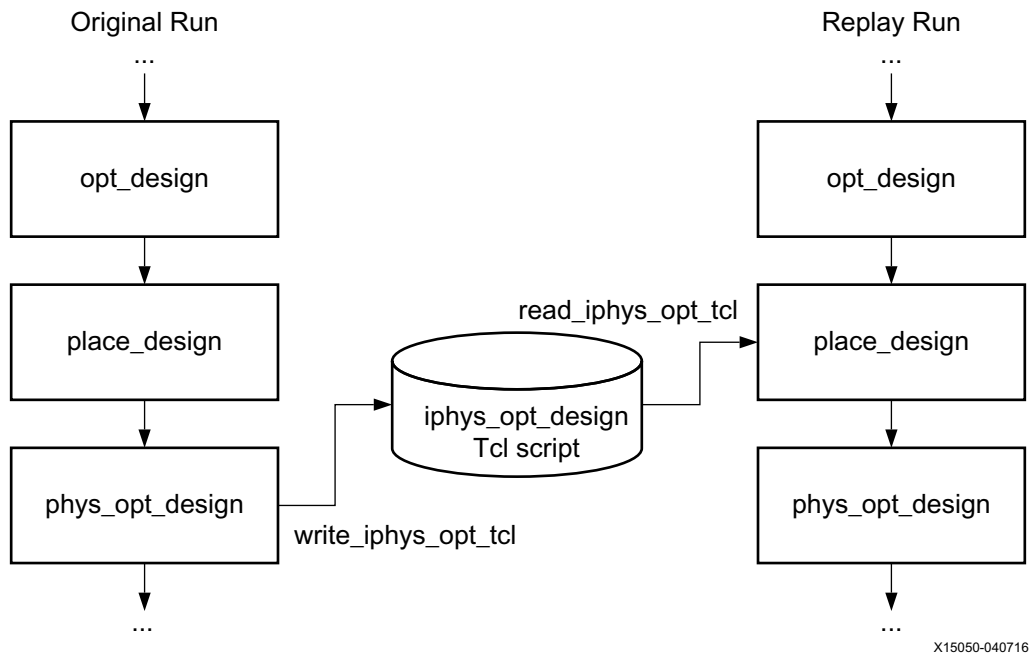 Original Run
...
opt_design
place_design
phys_opt_design
...
write_iphys_opt_tcl
iphys_opt_design
Tcl script
read_iphys_opt_tcl
Replay Run
...
opt_design
place_design
phys_opt_design
...
X15050-040716